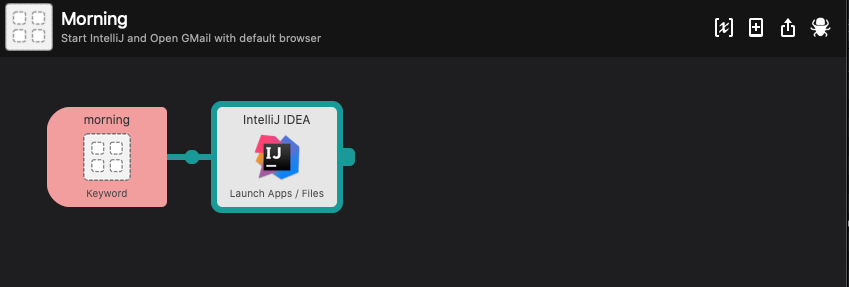 Morning
Start IntelliJ and Open GMail with default browser
morning
Keyword
IntelliJ IDEA
IJ
Launch Apps / Files